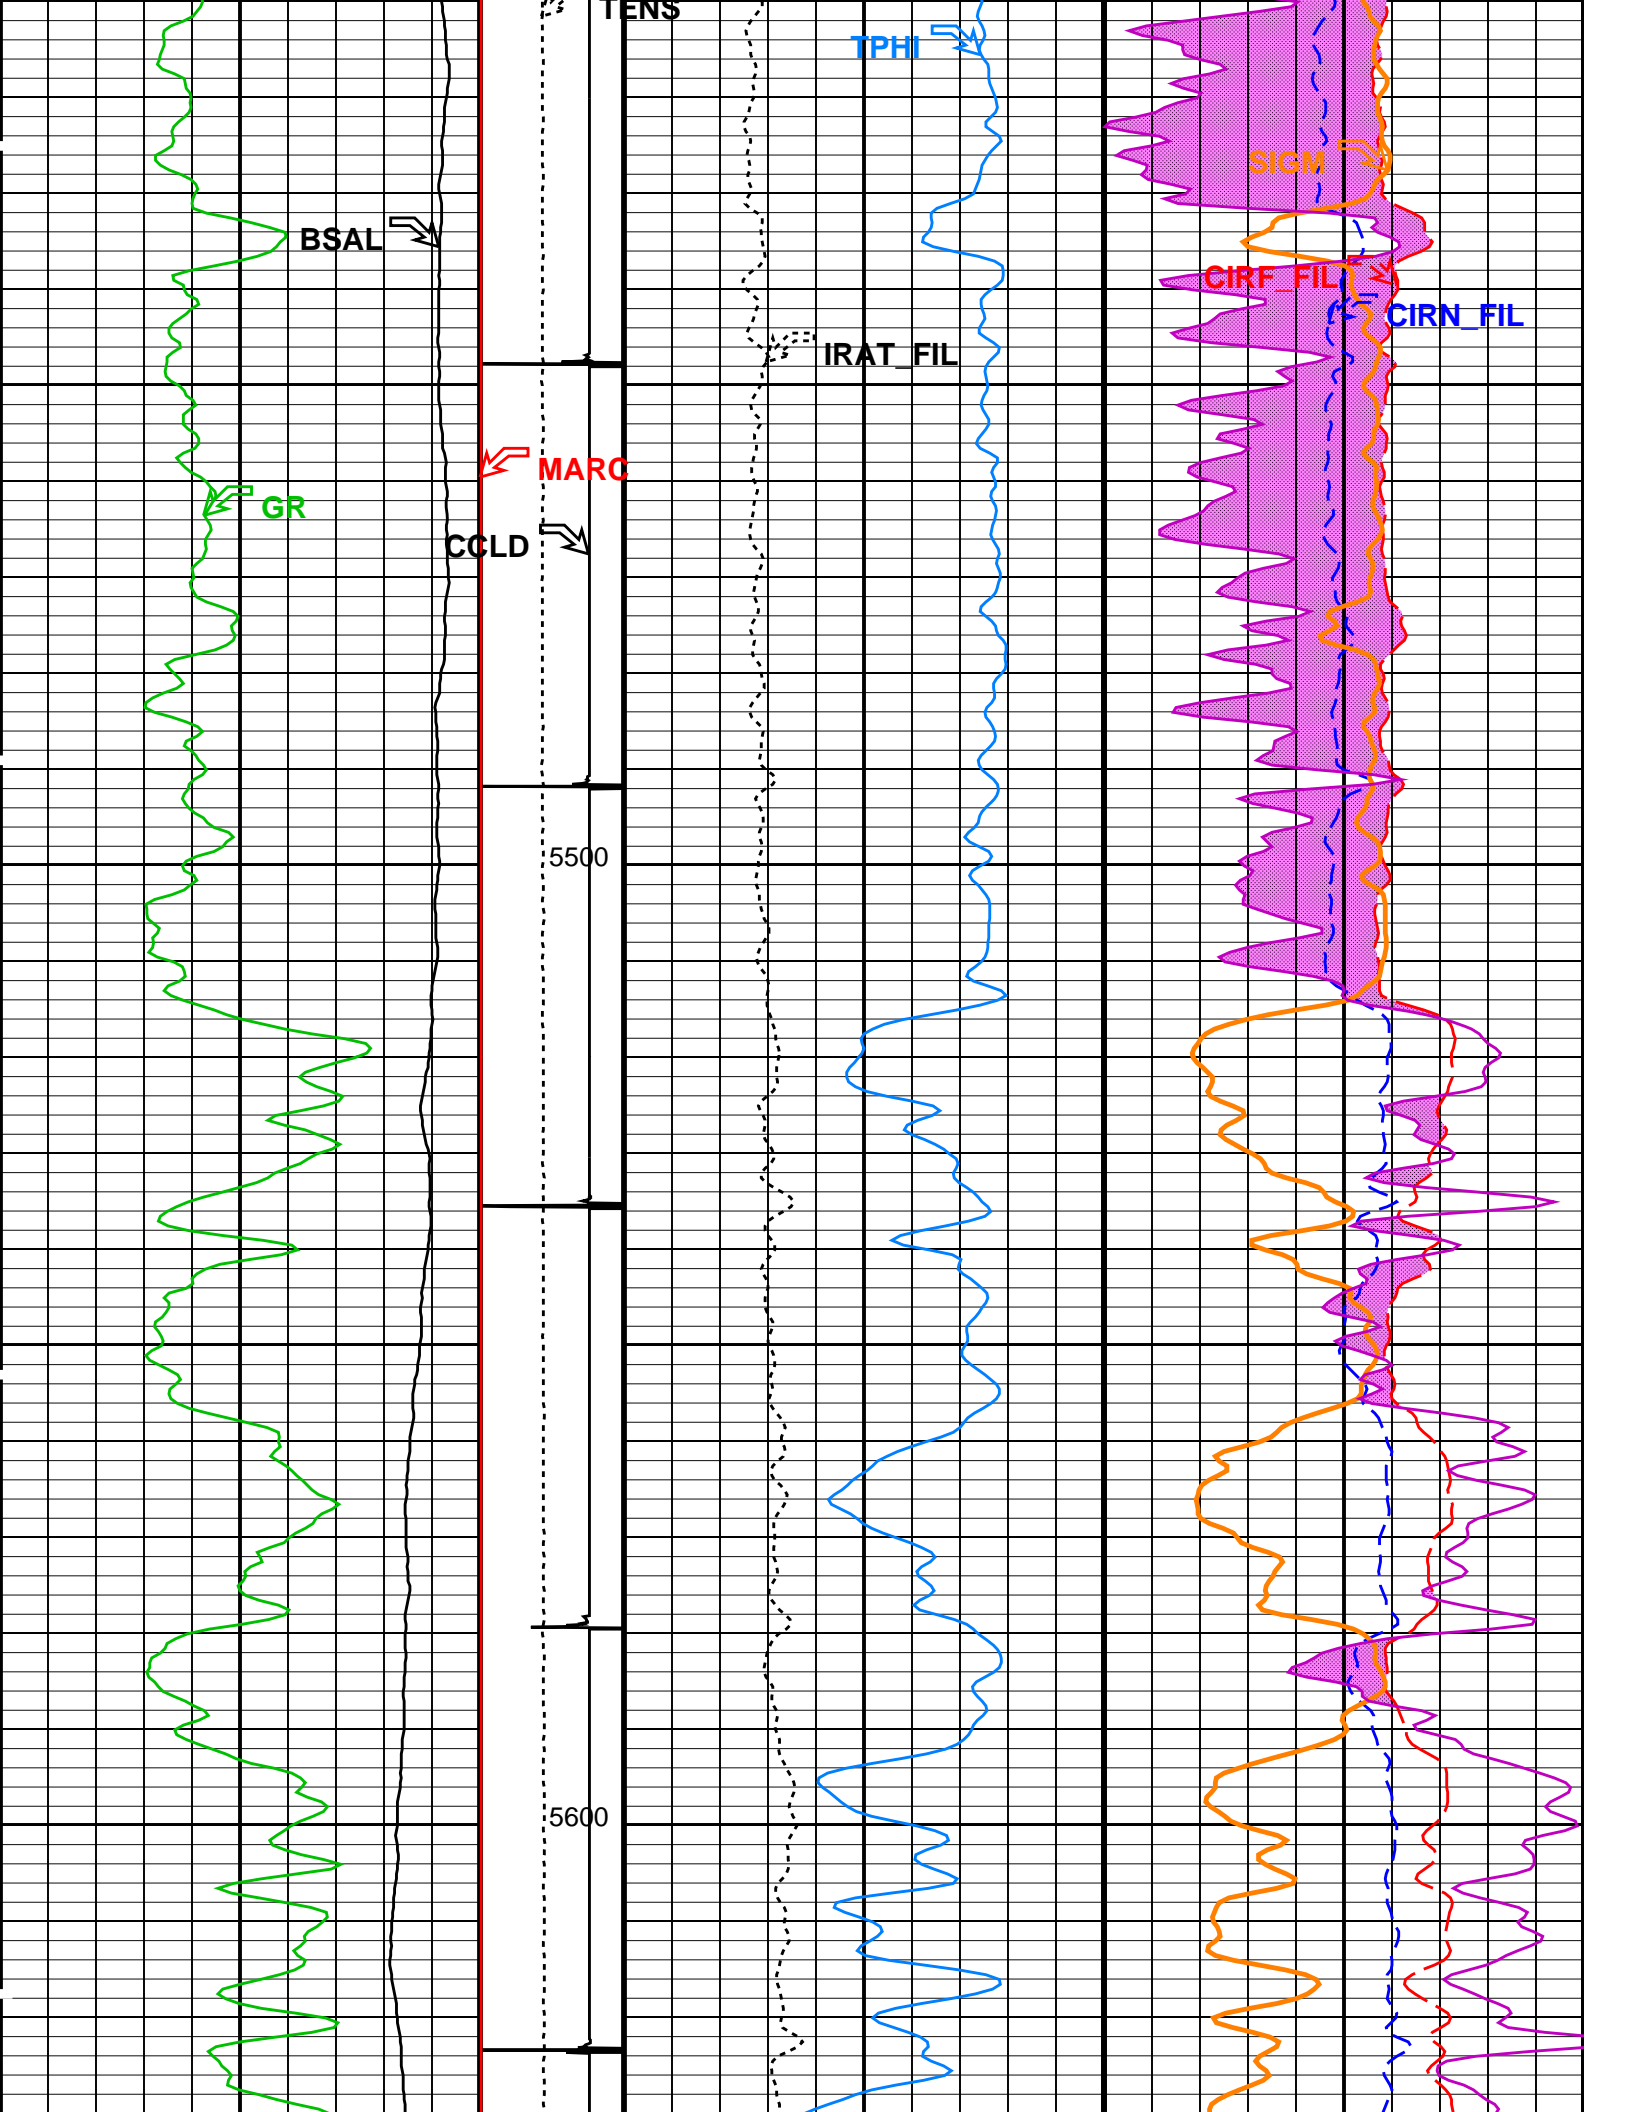 TENS
TPHI
SIGM
BSAL
CIRF_FIL
CIRN_FIL
IRAT_FIL
MARC
GR
CCLD
5500
5600